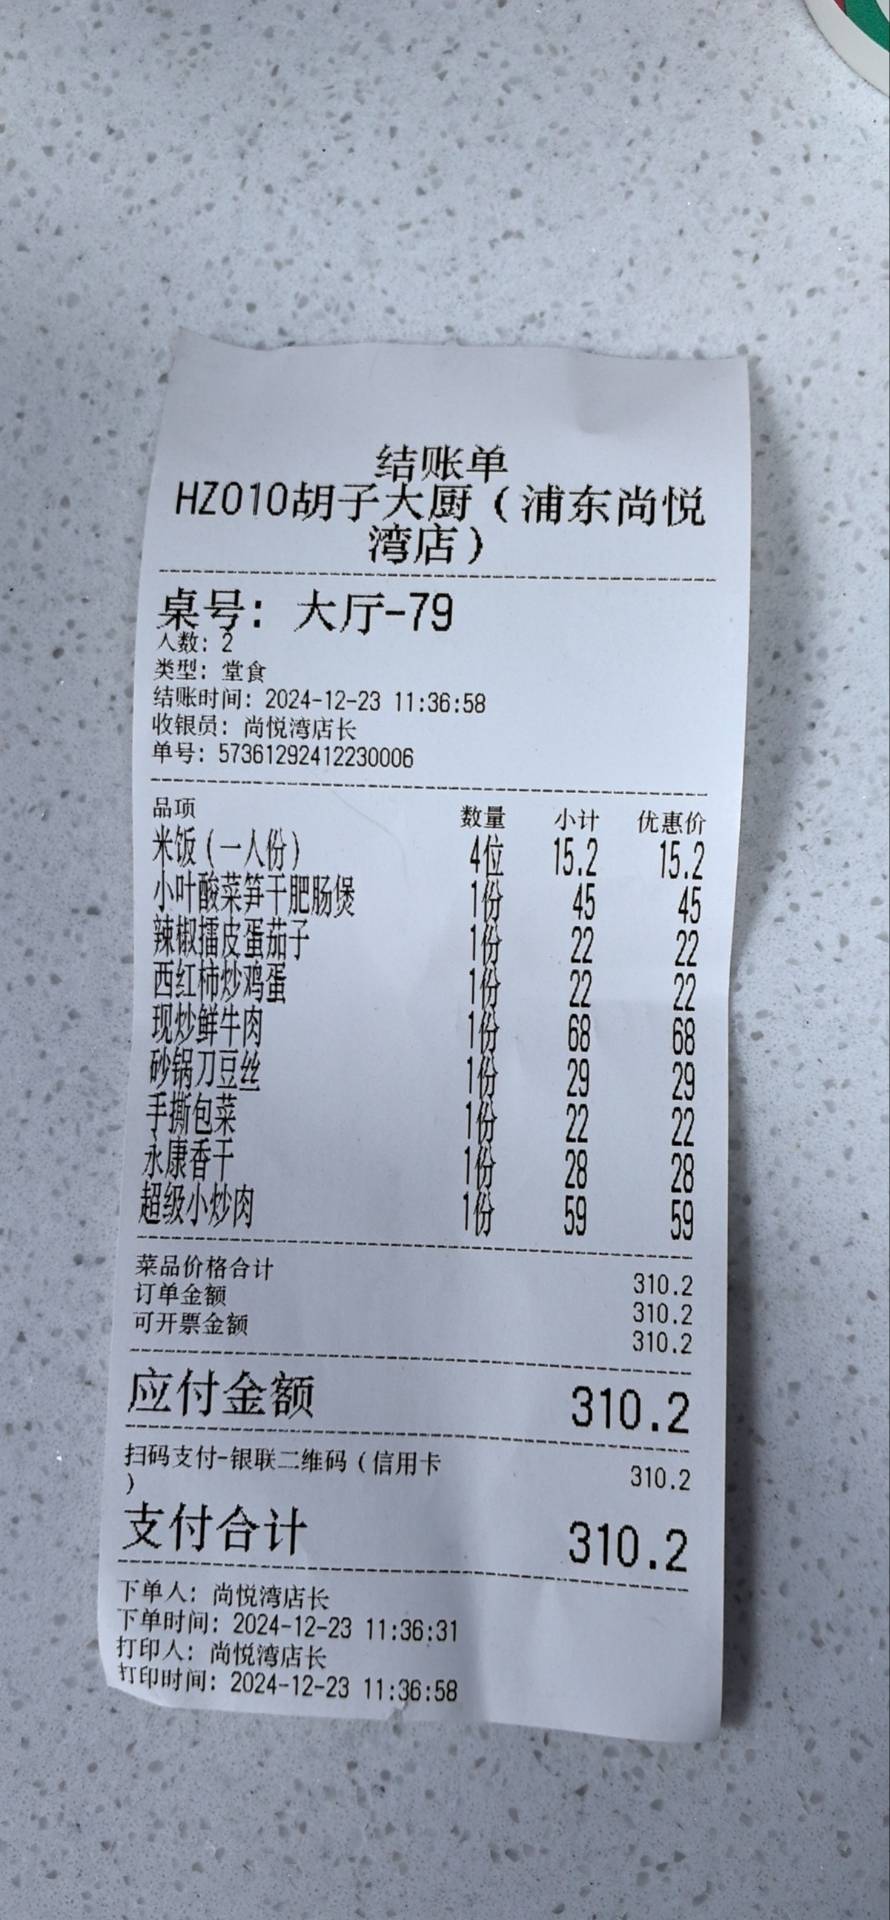 结账单
HZ010胡子大厨（浦东尚悦
湾店）
桌号：大厅-79
人数：2
类型：堂食
结账时间：2024-12-23 11:36:58
收银员：尚悦湾店长
单号：57361292412230006
品项 数量 小计 优惠价
米饭（一人份） 4位 15.2 15.2
小叶酸菜笋干肥肠煲 1份 45 45
辣椒擂皮蛋茄子 1份 22 22
西红柿炒鸡蛋 1份 22 22
现炒鲜牛肉 1份 68 68
砂锅刀豆丝 1份 29 29
手撕包菜 1份 22 22
永康香干 1份 28 28
超级小炒肉 1份 59 59
菜品价格合计 310.2
订单金额 310.2
可开票金额 310.2
应付金额 310.2
扫码支付-银联二维码（信用卡 310.2
）
支付合计 310.2
下单人：尚悦湾店长
下单时间：2024-12-23 11:36:31
打印人：尚悦湾店长
打印时间：2024-12-23 11:36:58